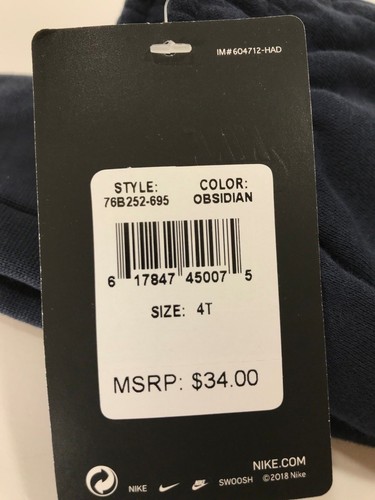 IM#604712-HAD
STYLE: COLOR:
76B252-695 OBSIDIAN
6 17847 45007 5
SIZE: 4T
MSRP: $34.00
NIKE.COM
NIKE SWOOSH ©2018 Nike